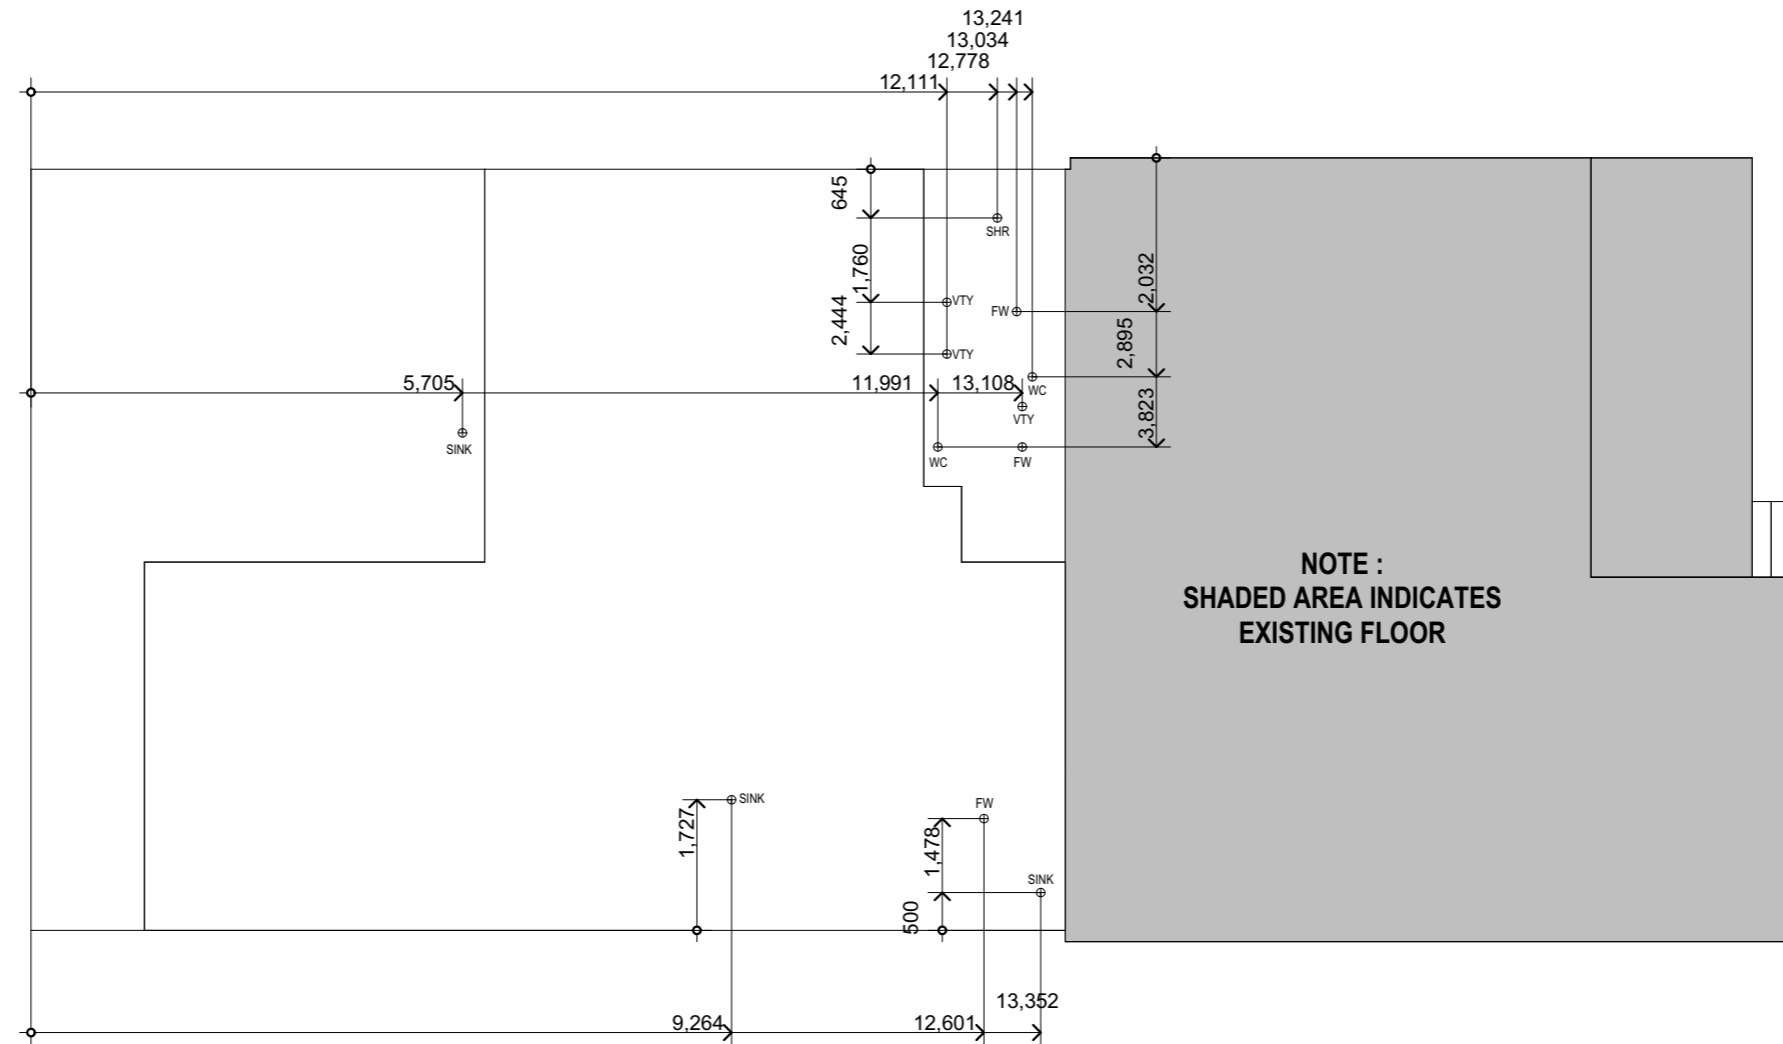 13,241
13,034
12,778
12,111
645
SHR
1,760
2,032
VTY
FW
2,444
2,895
VTY
5,705
11,991
13,108
WC
3,823
VTY
SINK
WC
FW
NOTE :
SHADED AREA INDICATES
EXISTING FLOOR
SINK
FW
1,727
1,478
SINK
500
13,352
9,264
12,601